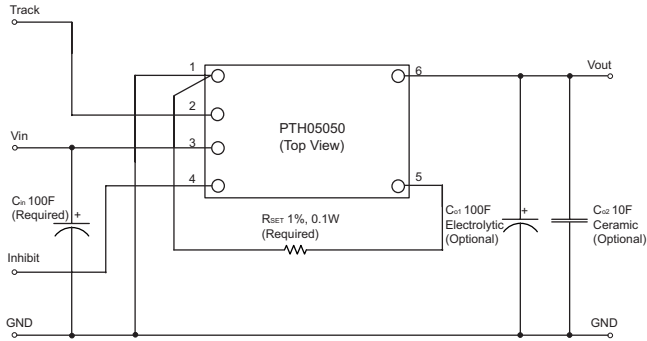 Track
Vout
1
6
2
PTH05050
(Top View)
Vin
3
4
5
Cin 100F
(Required)
+
RSET 1%, 0.1W
(Required)
Co1 100F
Electrolytic
(Optional)
+
Co2 10F
Ceramic
(Optional)
Inhibit
GND
GND